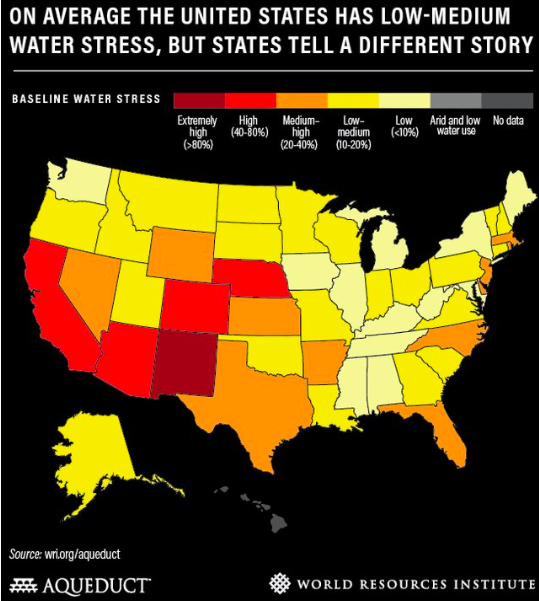 ON AVERAGE THE UNITED STATES HAS LOW-MEDIUM
WATER STRESS, BUT STATES TELL A DIFFERENT STORY
BASELINE WATER STRESS
Extremely high (>80%)
High (40-80%)
Medium-high (20-40%)
Low-medium (10-20%)
Low (<10%)
Arid and low water use
No data
Source: wri.org/aqueduct
AQUEDUCT™
WORLD RESOURCES INSTITUTE